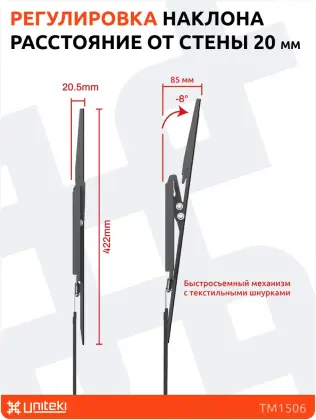 РЕГУЛИРОВКА НАКЛОНА
РАССТОЯНИЕ ОТ СТЕНЫ 20 мм
85 мм
20.5mm
-8°
422mm
Быстросъемный механизм
с текстильными шнурками
uniteki
TM1506